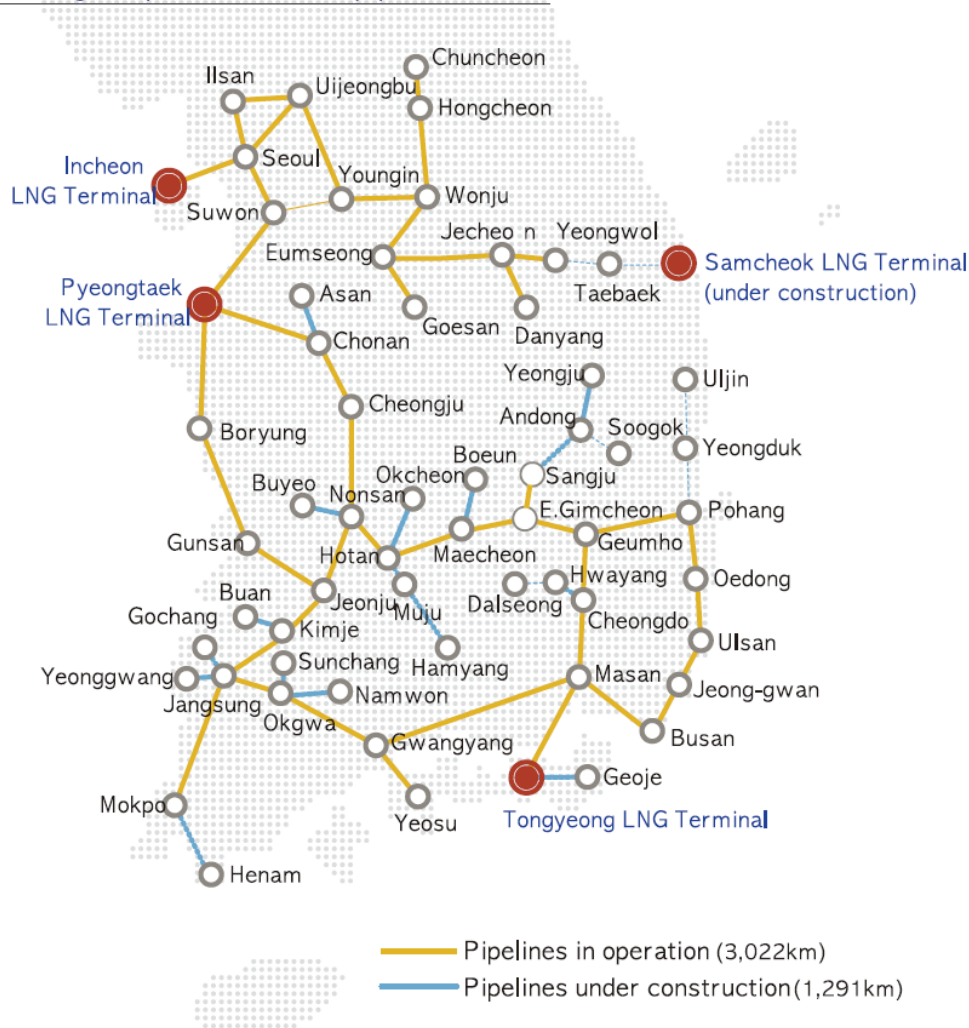 Chuncheon
Ilsan
Uijeongbu
Hongcheon
Seoul
Incheon
LNG Terminal
Youngin
Wonju
Suwon
Jecheo n
Yeongwol
Eumseong
Samcheok LNG Terminal
(under construction)
Taebaek
Pyeongtaek
LNG Terminal
Asan
Goesan
Danyang
Chonan
Yeongju
Uljin
Cheongju
Andong
Soogok
Boryung
Yeongduk
Boeun
Okcheon
Sangju
Buyeo
Nonsan
E.Gimcheon
Pohang
Gunsan
Hotan
Maecheon
Geumho
Hwayang
Oedong
Dalseong
Buan
Jeonju
Muju
Cheongdo
Gochang
Kimje
Ulsan
Sunchang
Hamyang
Yeonggwang
Masan
Namwon
Jeong-gwan
Jangsung
Okgwa
Gwangyang
Busan
Geoje
Mokpo
Yeosu
Tongyeong LNG Terminal
Henam
Pipelines in operation (3,022km)
Pipelines under construction(1,291km)